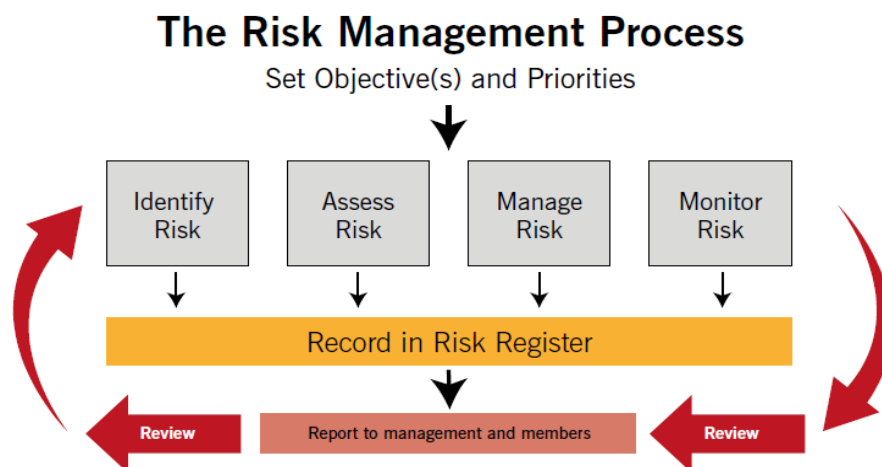 The Risk Management Process
Set Objective(s) and Priorities
Identify
Risk
Assess
Risk
Manage
Risk
Monitor
Risk
Record in Risk Register
Review
Report to management and members
Review